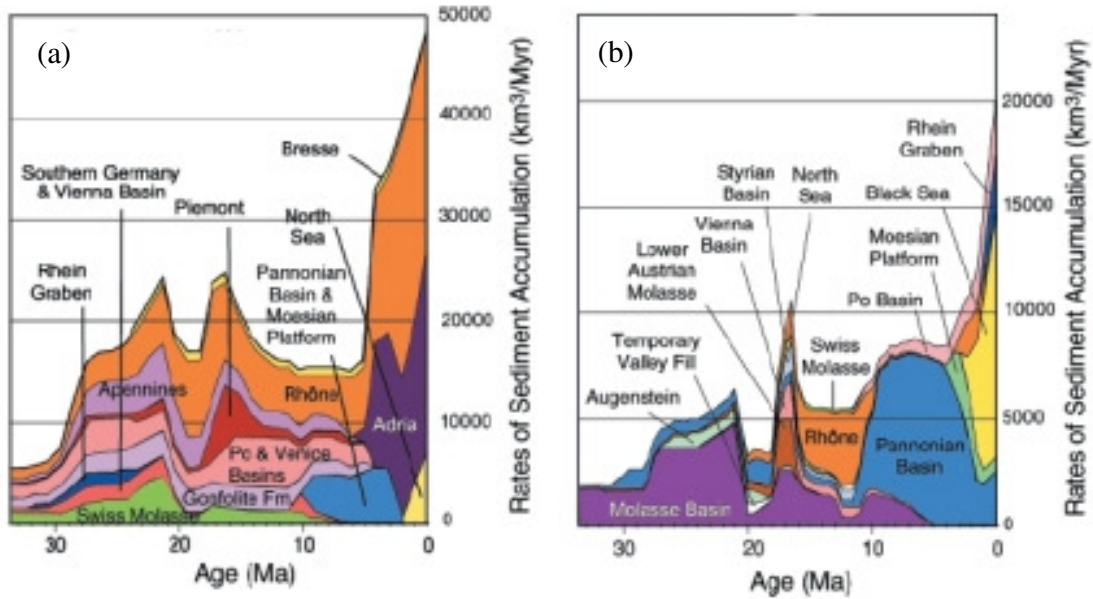 (a)
50000
40000
30000
20000
10000
0
Rates of Sediment Accumulation (km³/Myr)
Bresse
Southern Germany
& Vienna Basin
Piemont
North
Sea
Rhein
Graben
Pannonian
Basin &
Moesian
Platform
Apennines
Rhône
Adria
Po & Venice
Basins
Gonfolite Fm.
Swiss Molasse
30
20
10
0
Age (Ma)
(b)
20000
15000
10000
5000
0
Rates of Sediment Accumulation (km³/Myr)
Rhein
Graben
Styrian
Basin
North
Sea
Black Sea
Vienna
Basin
Moesian
Platform
Lower
Austrian
Molasse
Po Basin
Temporary
Valley Fill
Swiss
Molasse
Augenstein
Rhône
Pannonian
Basin
Molasse Basin
30
20
10
0
Age (Ma)